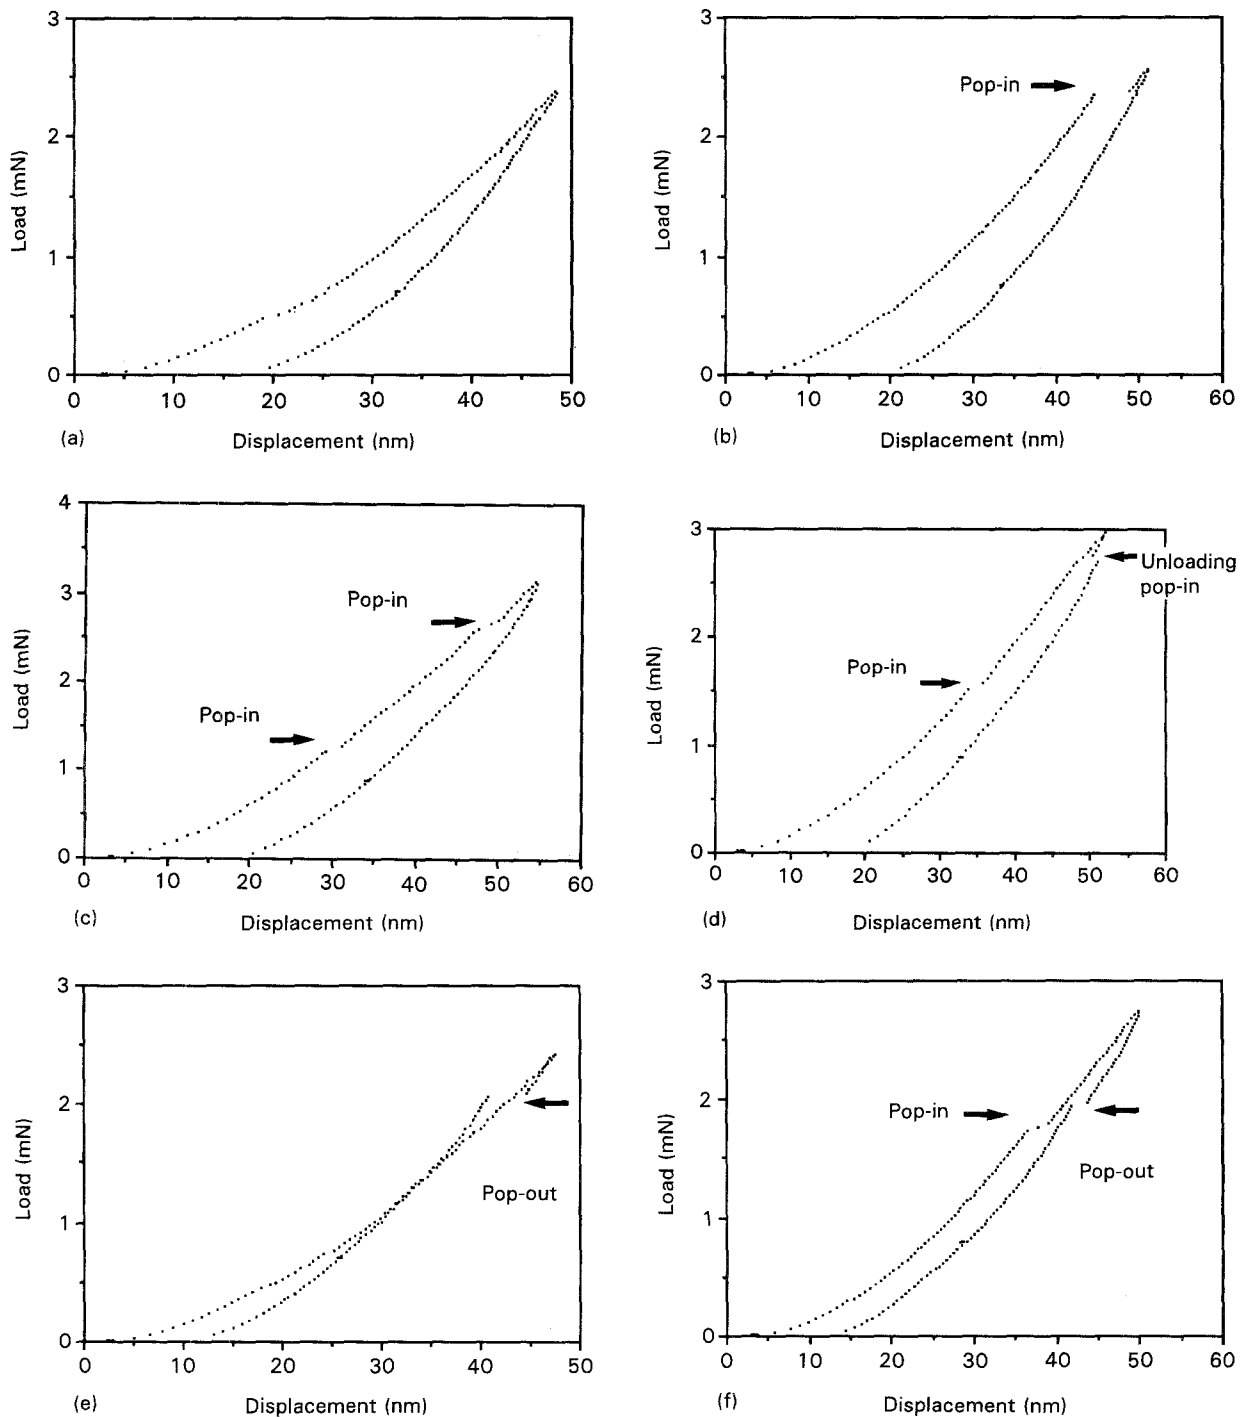 3
2
1
0
Load (mN)
0 10 20 30 40 50
(a) Displacement (nm)
3
2
1
0
Load (mN)
Pop-in
0 10 20 30 40 50 60
(b) Displacement (nm)
4
3
2
1
0
Load (mN)
Pop-in
Pop-in
0 10 20 30 40 50 60
(c) Displacement (nm)
3
2
1
0
Load (mN)
Unloading
pop-in
Pop-in
0 10 20 30 40 50 60
(d) Displacement (nm)
3
2
1
0
Load (mN)
Pop-out
0 10 20 30 40 50
(e) Displacement (nm)
3
2
1
0
Load (mN)
Pop-in
Pop-out
0 10 20 30 40 50 60
(f) Displacement (nm)